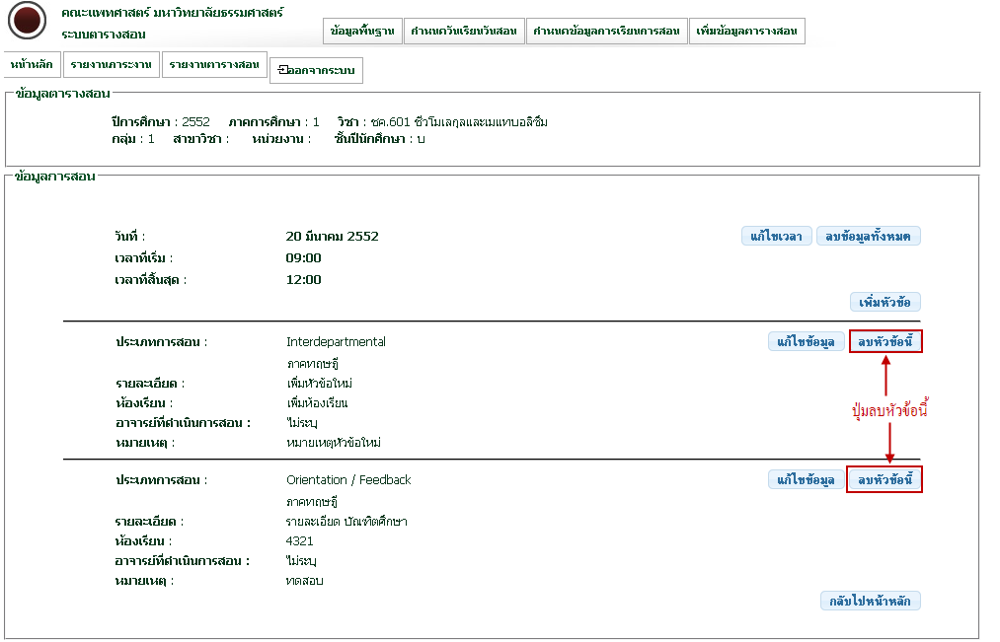 คณะแพทศาสตร์ มหาวิทยาลัยธรรมศาสตร์
ระบบตารางสอน
ข้อมูลพื้นฐาน กำหนดวันเรียนวันสอน กำหนดข้อมูลการเรียนการสอน เพิ่มข้อมูลตารางสอน
หน้าหลัก รายงานภาระงาน รายงานตารางสอน ออกจากระบบ
ข้อมูลตารางสอน
ปีการศึกษา : 2552 ภาคการศึกษา : 1 วิชา : ชค.601 ชีวโมเลกุลและเมแทบอลิซึม
กลุ่ม : 1 สาขาวิชา : หน่วยงาน : ชั้นปีนักศึกษา : บ
ข้อมูลการสอน
วันที่ : 20 มีนาคม 2552 แก้ไขเวลา ลบข้อมูลทั้งหมด
เวลาที่เริ่ม : 09:00
เวลาที่สิ้นสุด : 12:00
เพิ่มหัวข้อ
ประเภทการสอน : Interdepartmental แก้ไขข้อมูล ลบหัวข้อนี้
ภาคทฤษฎี
รายละเอียด : เพิ่มหัวข้อใหม่
ห้องเรียน : เพิ่มห้องเรียน
ปุ่มลบหัวข้อนี้
อาจารย์ที่ดำเนินการสอน : ไม่ระบุ
หมายเหตุ : หมายเหตุหัวข้อใหม่
ประเภทการสอน : Orientation / Feedback แก้ไขข้อมูล ลบหัวข้อนี้
ภาคทฤษฎี
รายละเอียด : รายละเอียด บัณฑิตศึกษา
ห้องเรียน : 4321
อาจารย์ที่ดำเนินการสอน : ไม่ระบุ
หมายเหตุ : ทดสอบ
กลับไปหน้าหลัก